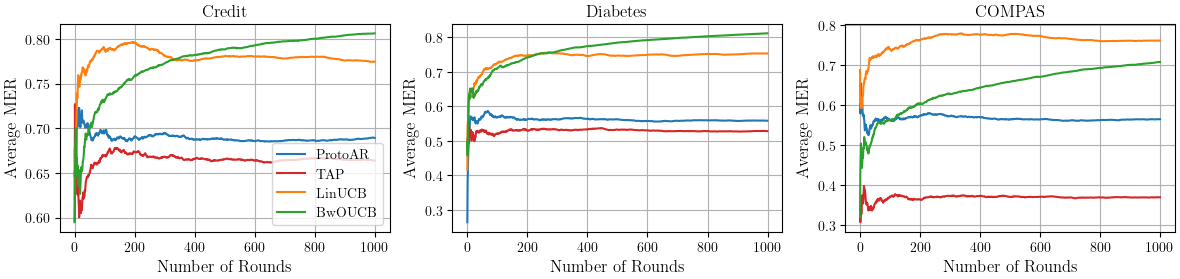 Credit
Average MER
0.80
0.75
0.70
0.65
0.60
0
200
400
600
800
1000
Number of Rounds
ProtoAR
TAP
LinUCB
BwOUCB
Diabetes
Average MER
0.8
0.7
0.6
0.5
0.4
0.3
0
200
400
600
800
1000
Number of Rounds
COMPAS
Average MER
0.8
0.7
0.6
0.5
0.4
0.3
0
200
400
600
800
1000
Number of Rounds